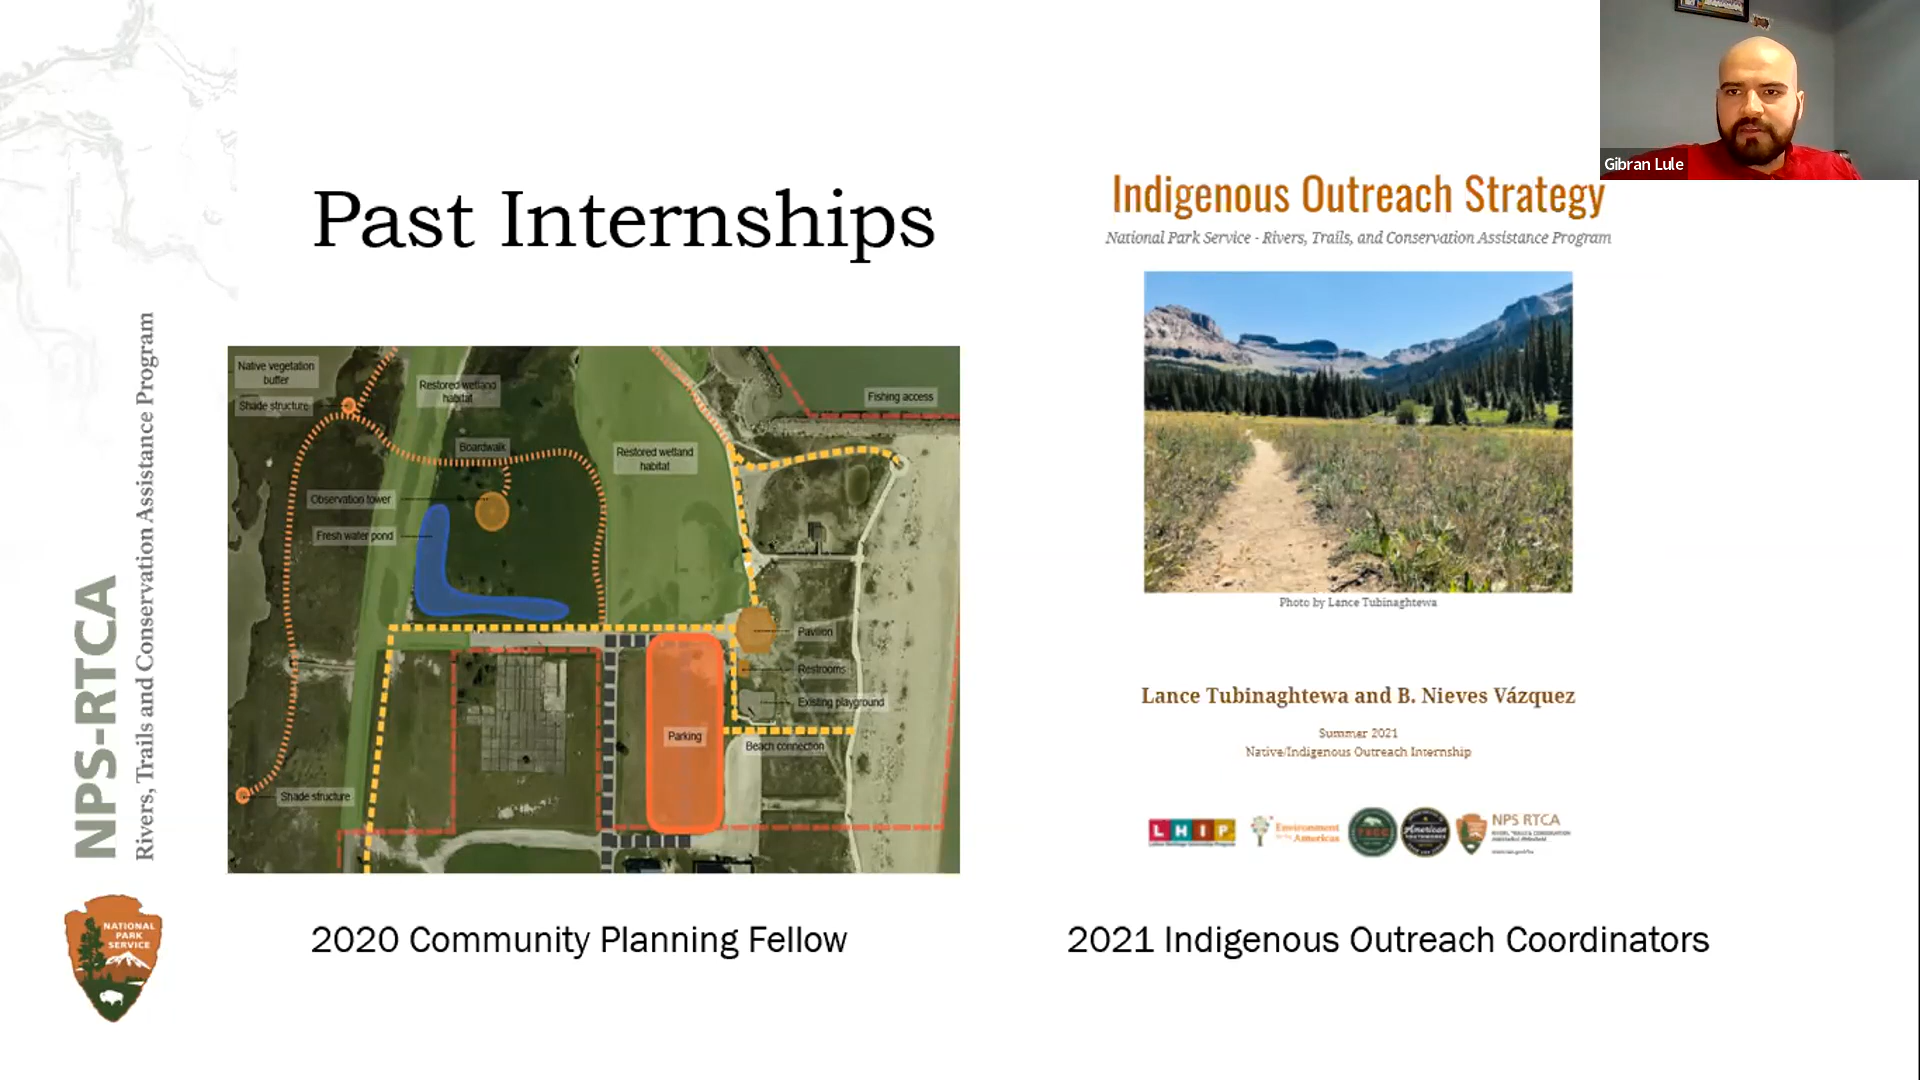 Gibran Lule
NPS-RTCA
Rivers, Trails and Conservation Assistance Program
NATIONAL
PARK
SERVICE
Past Internships
Native vegetation
buffer
Shade structure
Restored wetland
habitat
Boardwalk
Observation tower
Fresh water pond
Restored wetland
habitat
Fishing access
Pavilion
Restrooms
Existing playground
Parking
Beach connection
Shade structure
2020 Community Planning Fellow
Indigenous Outreach Strategy
National Park Service - Rivers, Trails, and Conservation Assistance Program
Photo by Lance Tubinaghtewa
Lance Tubinaghtewa and B. Nieves Vázquez
Summer 2021
Native/Indigenous Outreach Internship
LHIP
Environment
Americas
American
NPS RTCA
2021 Indigenous Outreach Coordinators